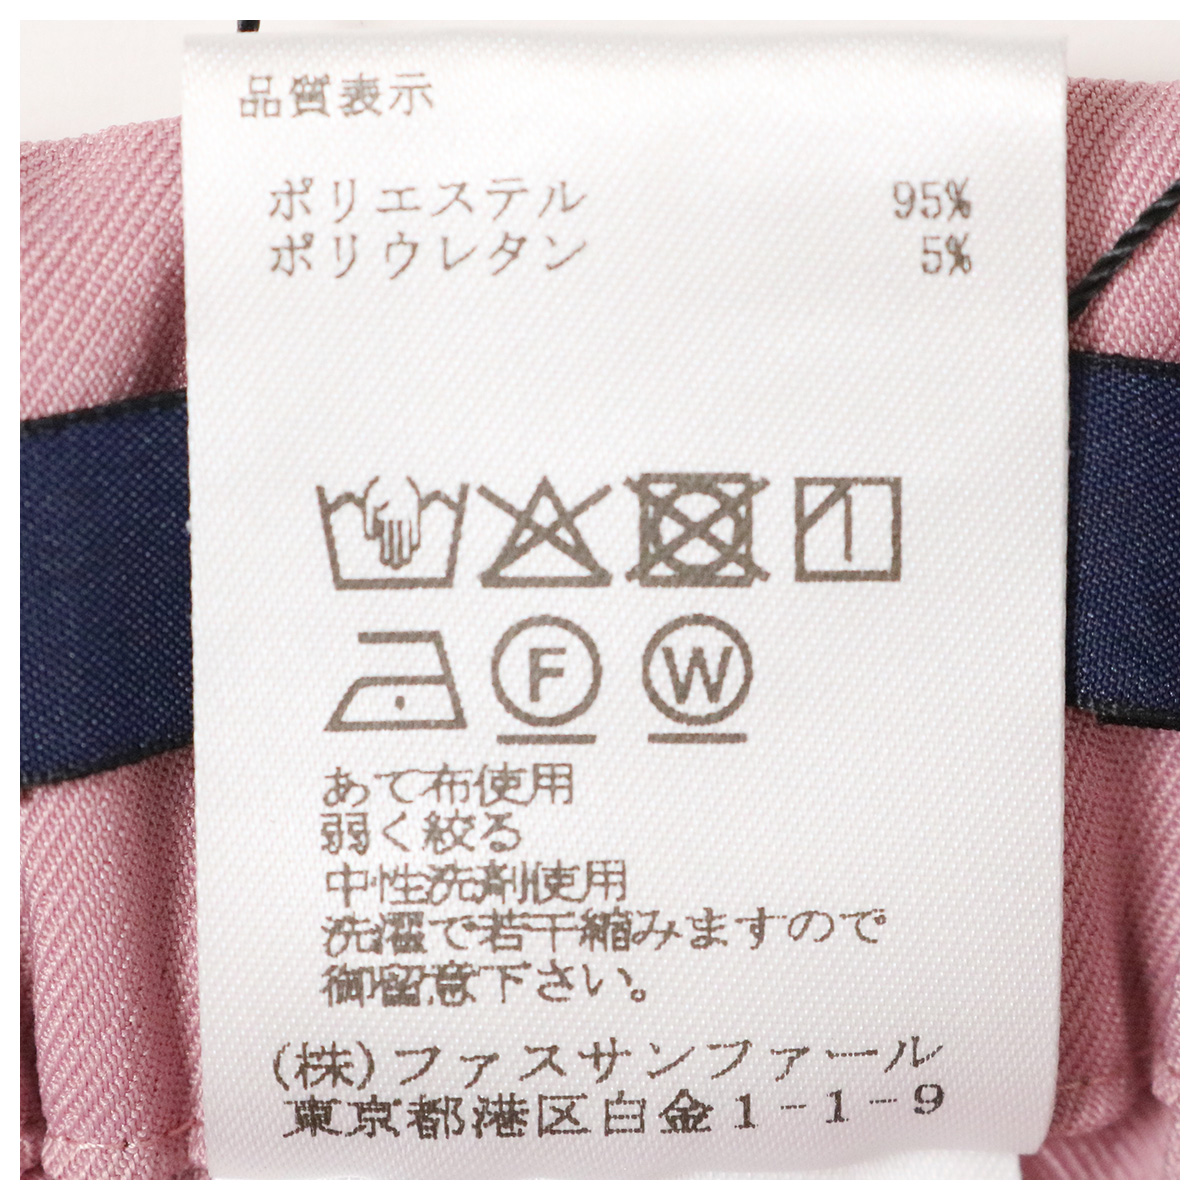 品質表示
ポリエステル 95%
ポリウレタン 5%
F W
あて布使用
弱く絞る
中性洗剤使用
洗濯で若干縮みますので
御留意下さい。
(株)ファスサンファール
東京都港区白金1-1-9